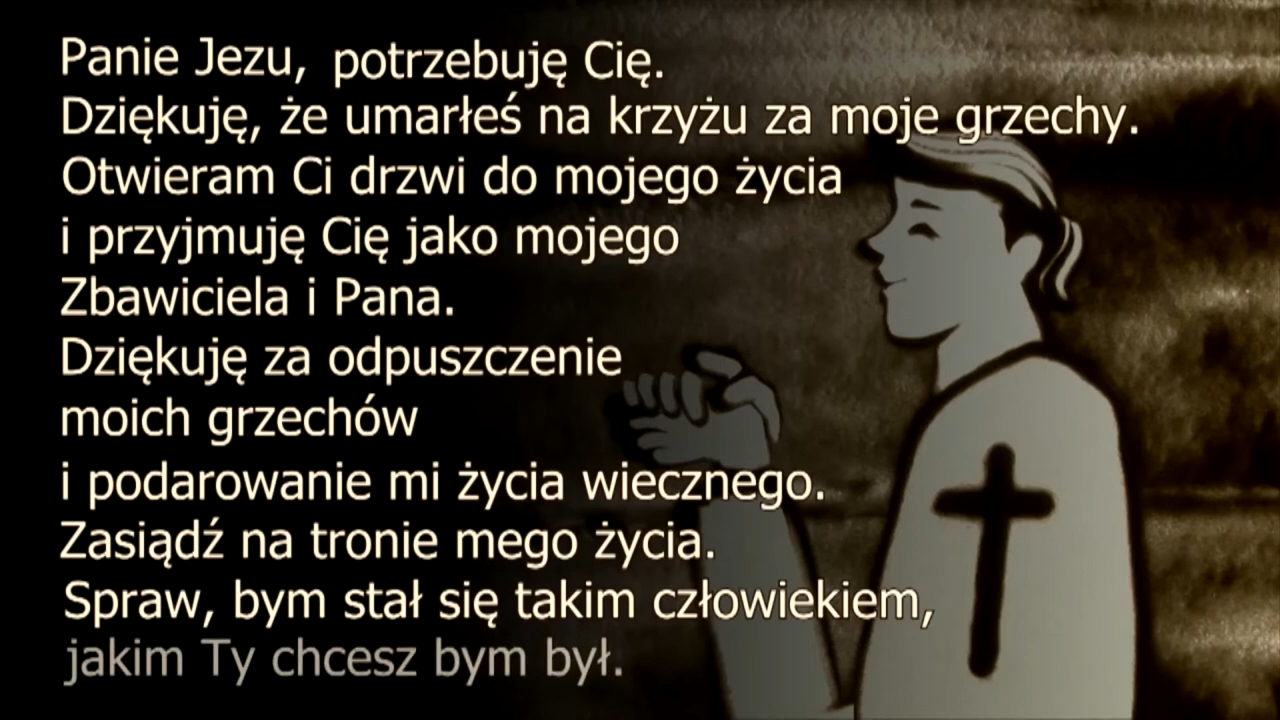 Panie Jezu, potrzebuję Cię.
Dziękuję, że umarłeś na krzyżu za moje grzechy.
Otwieram Ci drzwi do mojego życia
i przyjmuję Cię jako mojego
Zbawiciela i Pana.
Dziękuję za odpuszczenie
moich grzechów
i podarowanie mi życia wiecznego.
Zasiądź na tronie mego życia.
Spraw, bym stał się takim człowiekiem,
jakim Ty chcesz bym był.